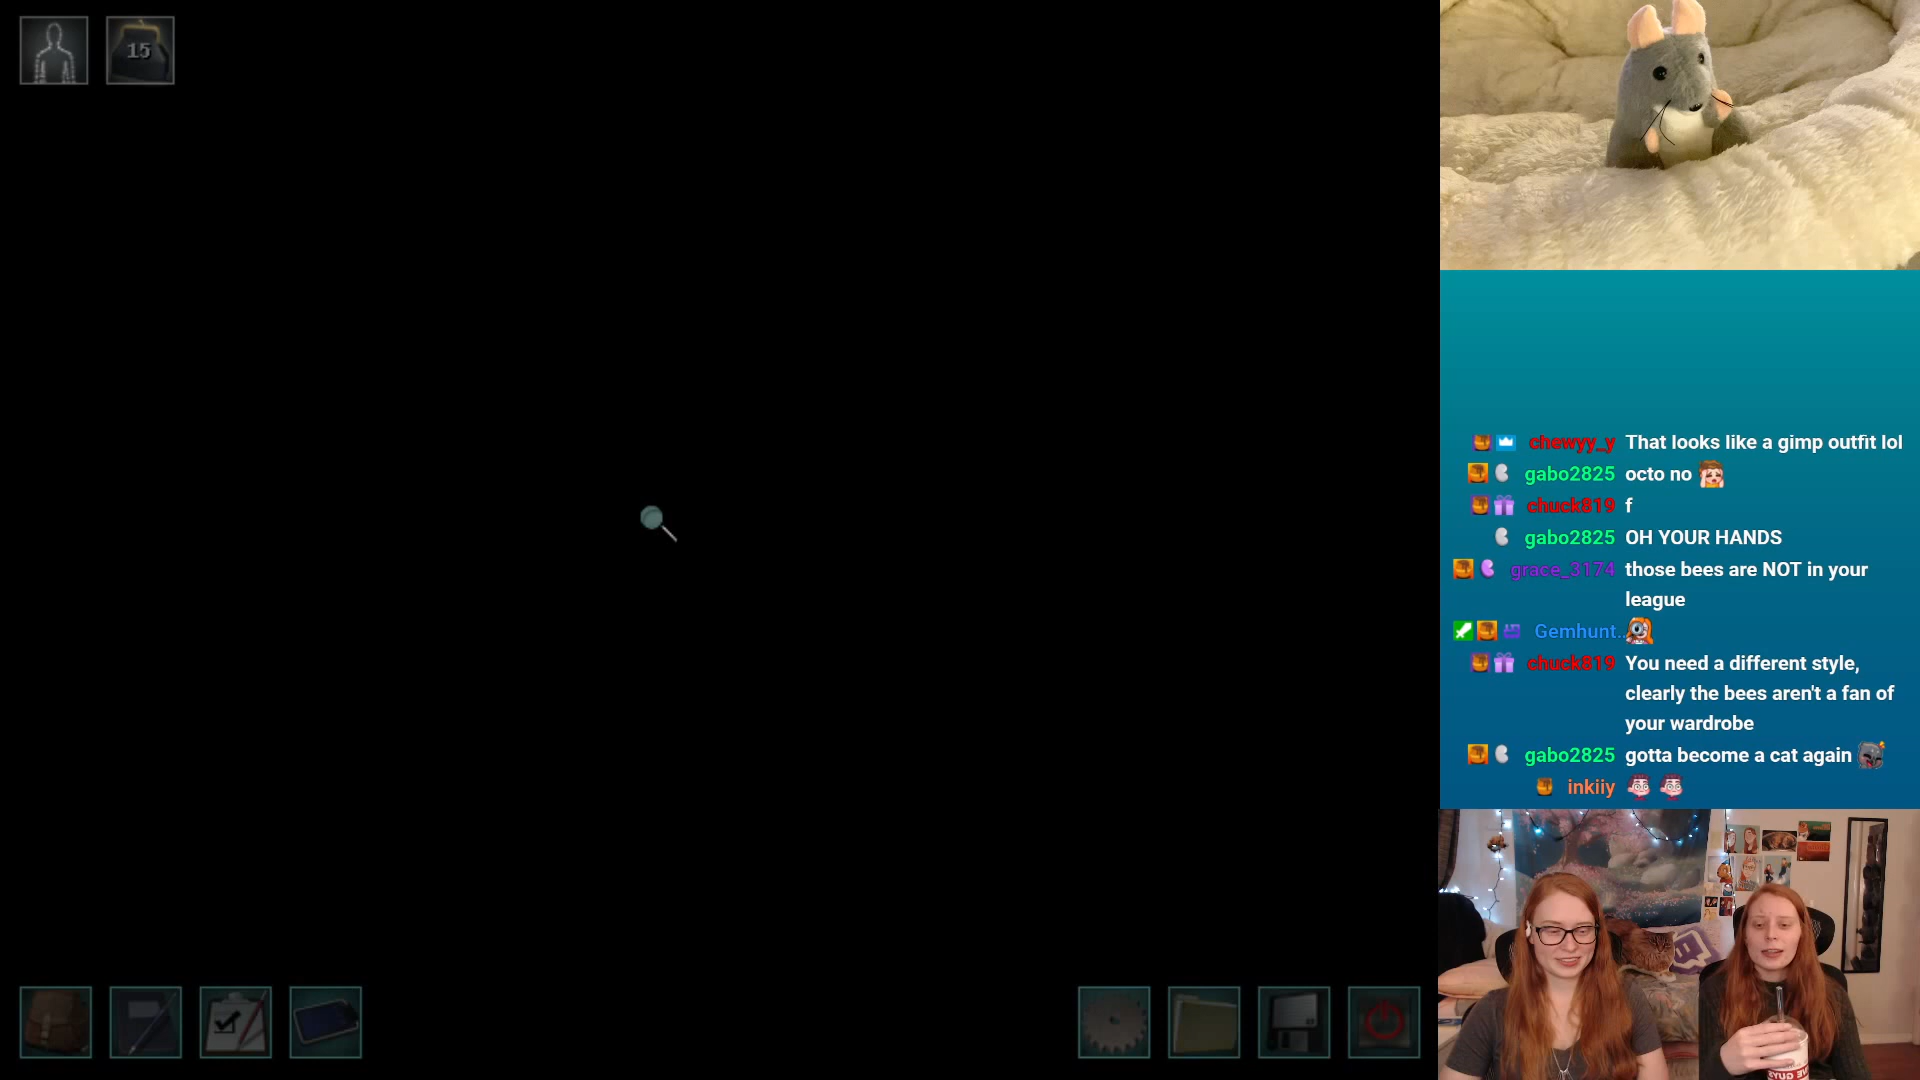 15
chewyy_y That looks like a gimp outfit lol
gabo2825 octo no
chuck819 f
gabo2825 OH YOUR HANDS
grace_3174 those bees are NOT in your
league
Gemhunt..
chuck819 You need a different style,
clearly the bees aren't a fan of
your wardrobe
gabo2825 gotta become a cat again
inkiiy